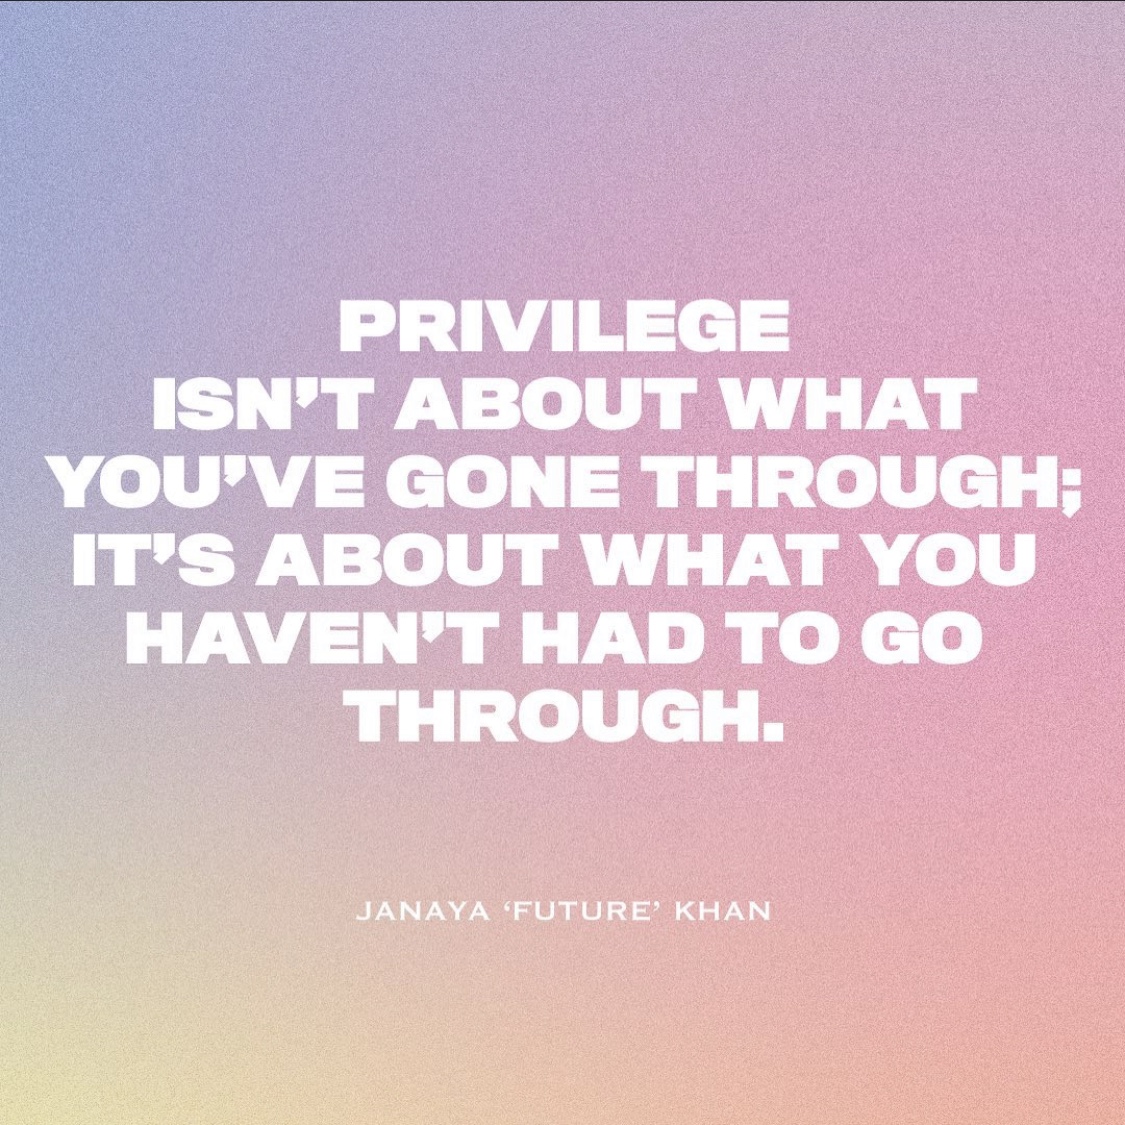 PRIVILEGE
ISN’T ABOUT WHAT
YOU’VE GONE THROUGH;
IT’S ABOUT WHAT YOU
HAVEN’T HAD TO GO
THROUGH.
JANAYA ‘FUTURE’ KHAN